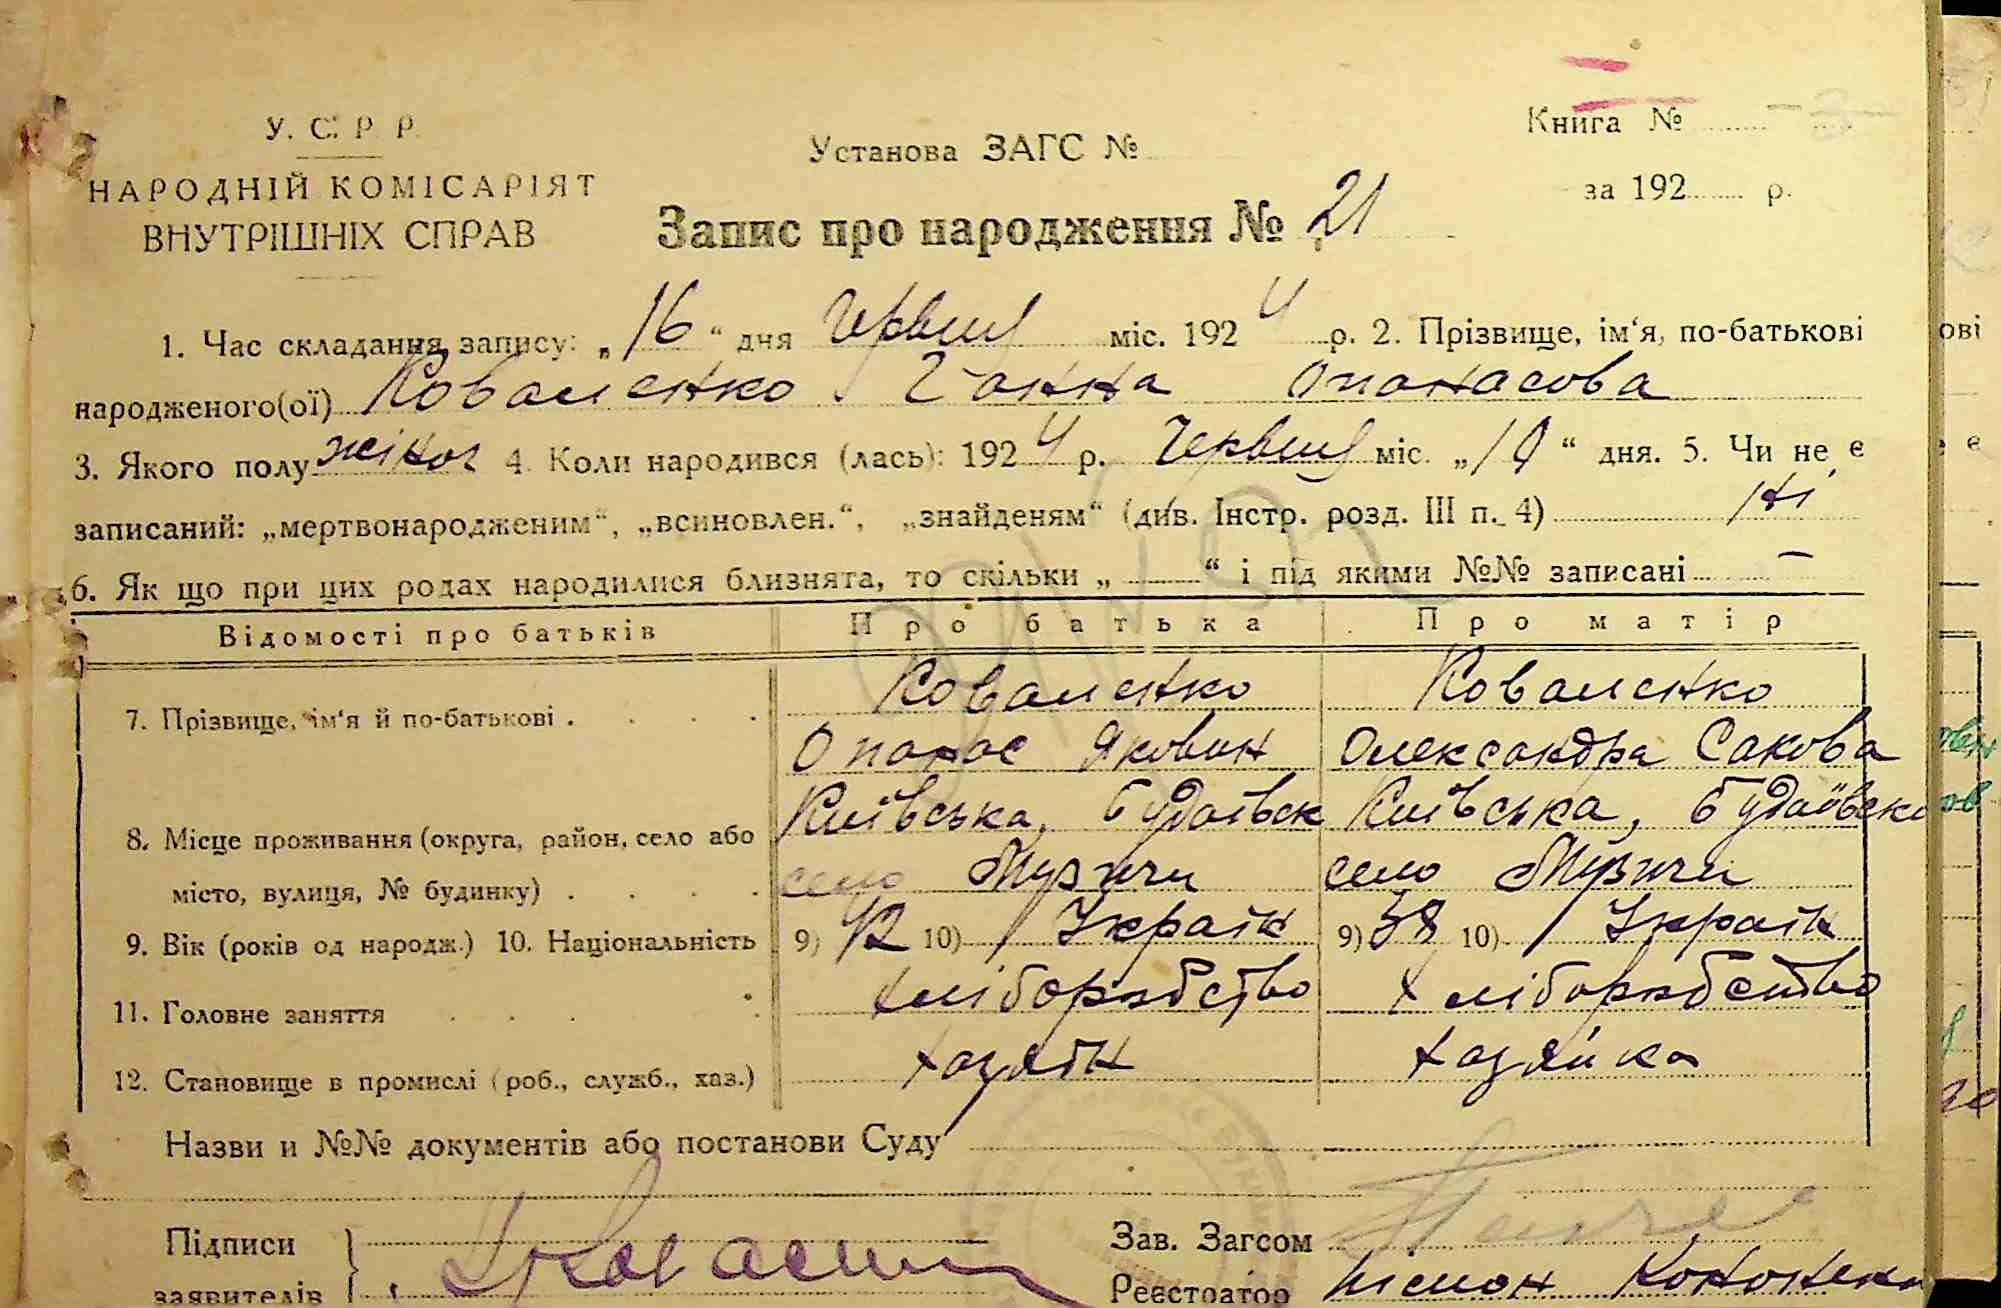 У. С. Р. Р.
НАРОДНІЙ КОМІСАРІЯТ
ВНУТРІШНІХ СПРАВ
Установа ЗАГС №
Книга №
за 192 р.
Запис про народження № 21
1. Час складання запису: „16“ дня Червня міс. 1924 р. 2. Прізвище, ім‘я, по-батькові
народженого(ої) Коваленко Ганна Опанасова
3. Якого полу жіноч 4. Коли народився (лась): 1924 р. Червня міс. „10“ дня. 5. Чи не є
записаний: „мертвонародженим“, „всиновлен.“, „знайденям“ (див. Інстр. розд. III п. 4) Ні
6. Як що при цих родах народилися близнята, то скільки „ “ і під якими №№ записані —
Відомості про батьків Про батька Про матір
7. Прізвище, ім‘я й по-батькові . Коваленко Коваленко
Опанас Якович Олександра Сакова
8. Місце проживання (округа, район, село або Київська, Будаївськ Київська, Будаївськ
місто, вулиця, № будинку) . село Музичи село Музичи
9. Вік (років од народж.) 10. Національність 9) 42 10) Україн 9) 38 10) Україн
11. Головне заняття Хліборобство Хліборобство
12. Становище в промислі (роб., служб., хаз.) Хазяїн Хазяйка
Назви и №№ документів або постанови Суду
Підписи
заявителів
Зав. Загсом
Реєстратор Кононенко